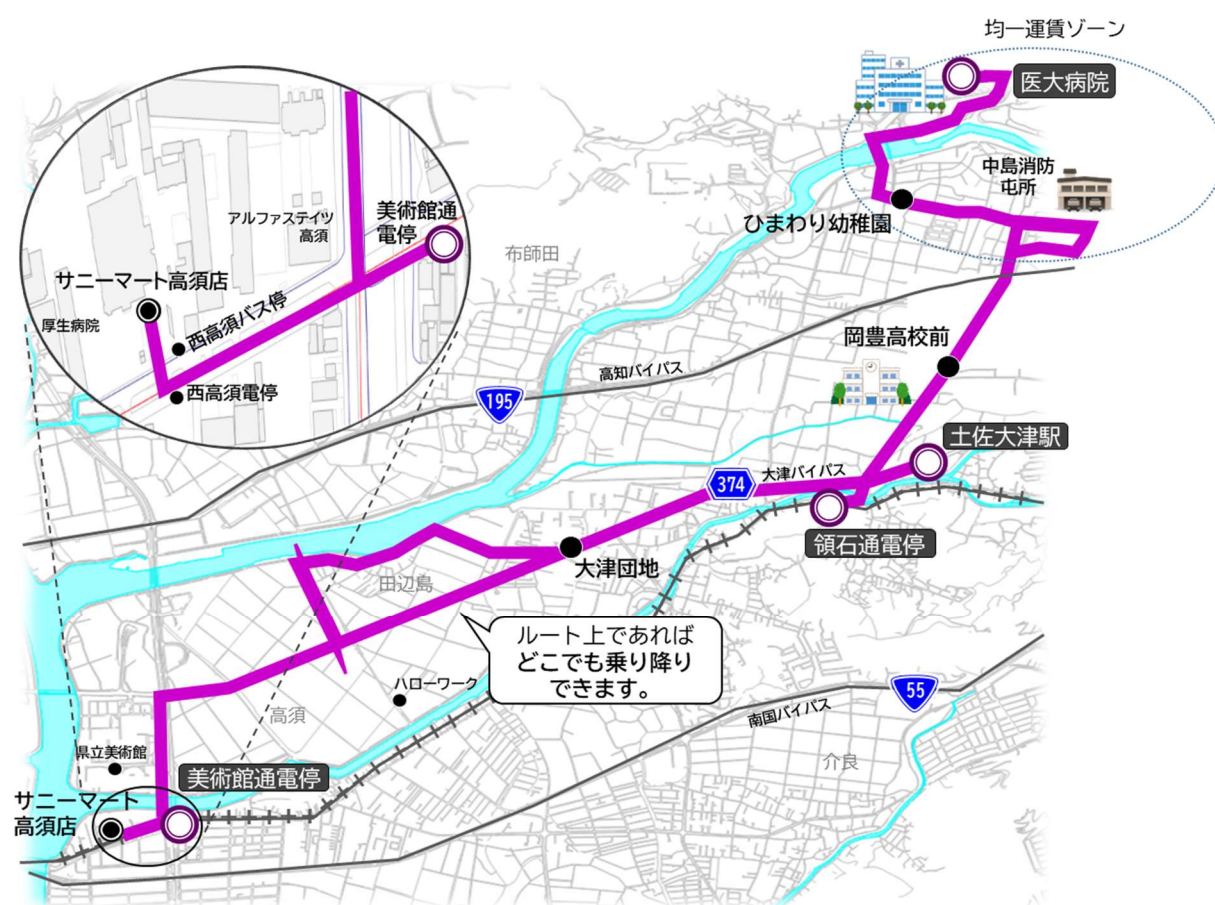 均一運賃ゾーン
医大病院
中島消防
屯所
ひまわり幼稚園
アルファステイツ
高須
美術館通
電停
サニーマート高須店
厚生病院
西高須バス停
西高須電停
布師田
岡豊高校前
高知バイパス
195
土佐大津駅
大津バイパス
374
領石通電停
大津団地
田辺島
ルート上であれば
どこでも乗り降り
できます。
ハローワーク
55
南国バイパス
高須
介良
県立美術館
美術館通電停
サニーマート
高須店